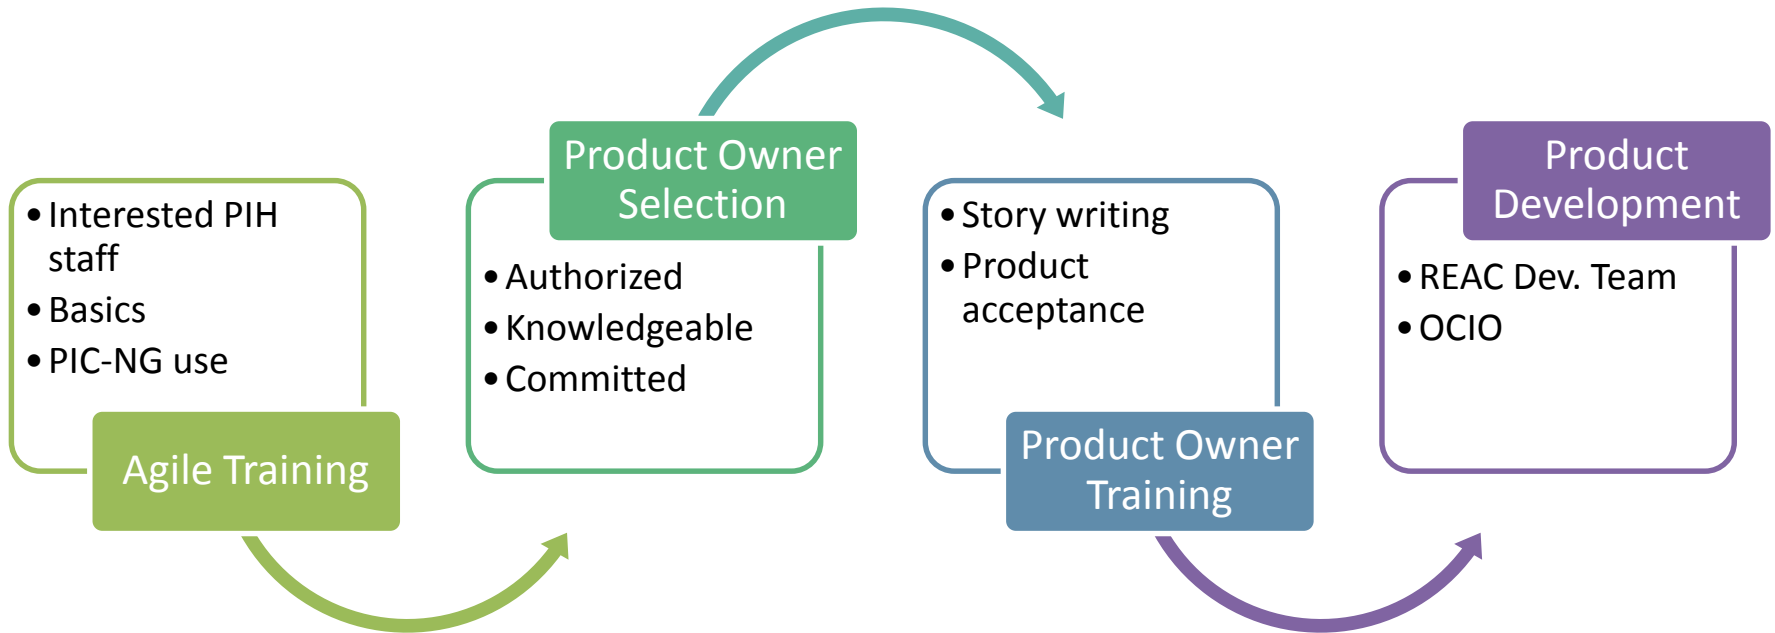 • Interested PIH
staff
• Basics
• PIC-NG use
Agile Training
Product Owner
Selection
• Authorized
• Knowledgeable
• Committed
• Story writing
• Product
acceptance
Product Owner
Training
Product
Development
• REAC Dev. Team
• OCIO